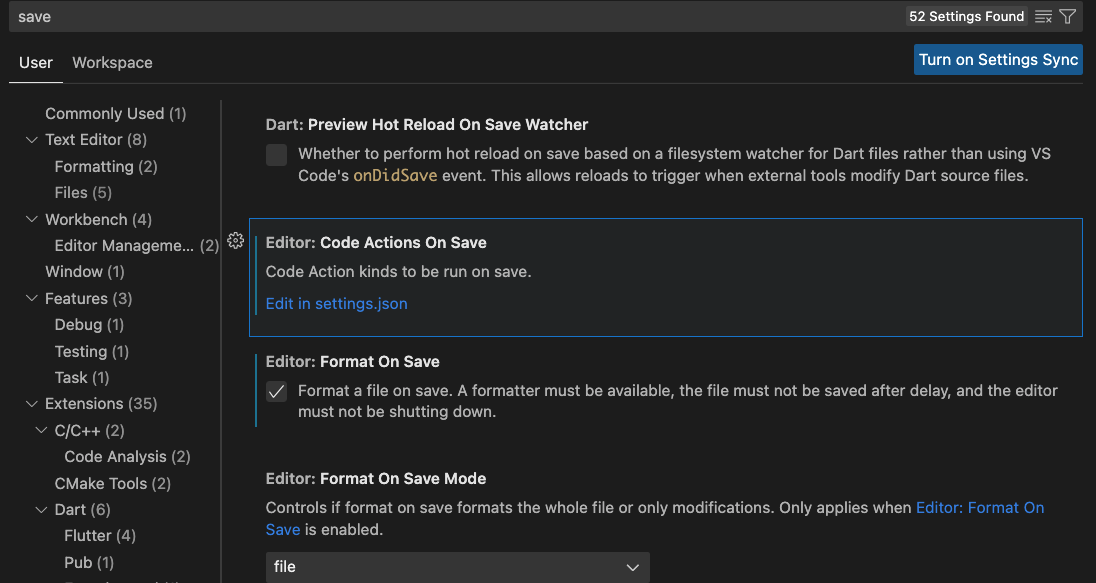 save
52 Settings Found
User
Workspace
Turn on Settings Sync
Commonly Used (1)
Text Editor (8)
Formatting (2)
Files (5)
Workbench (4)
Editor Manageme... (2)
Window (1)
Features (3)
Debug (1)
Testing (1)
Task (1)
Extensions (35)
C/C++ (2)
Code Analysis (2)
CMake Tools (2)
Dart (6)
Flutter (4)
Pub (1)
Dart: Preview Hot Reload On Save Watcher
Whether to perform hot reload on save based on a filesystem watcher for Dart files rather than using VS
Code's onDidSave event. This allows reloads to trigger when external tools modify Dart source files.
Editor: Code Actions On Save
Code Action kinds to be run on save.
Edit in settings.json
Editor: Format On Save
Format a file on save. A formatter must be available, the file must not be saved after delay, and the editor
must not be shutting down.
Editor: Format On Save Mode
Controls if format on save formats the whole file or only modifications. Only applies when Editor: Format On
Save is enabled.
file